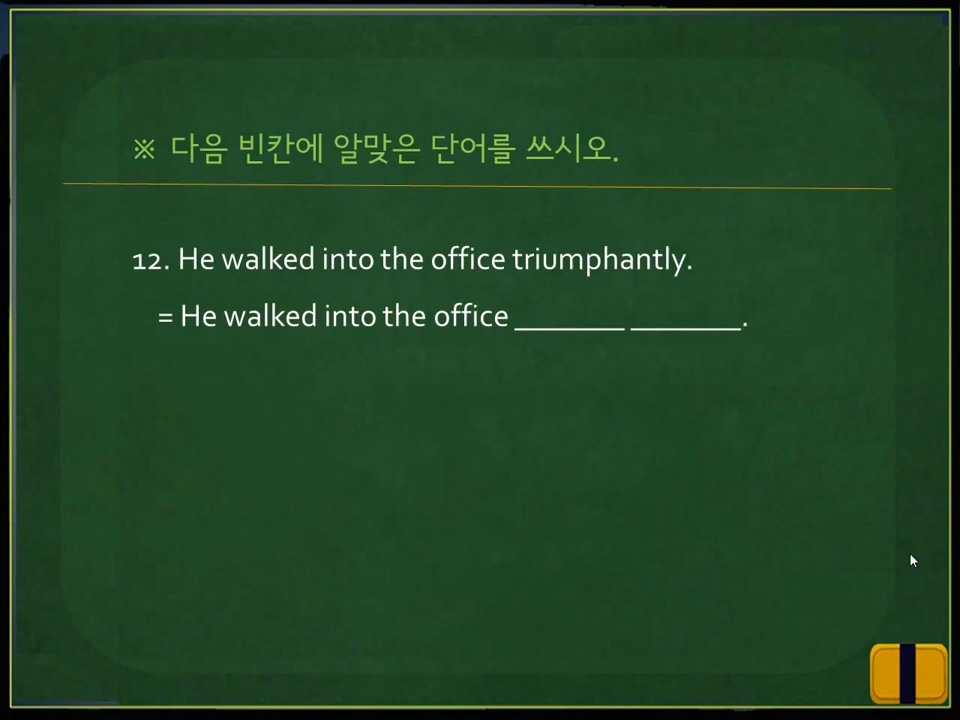 ※ 다음 빈칸에 알맞은 단어를 쓰시오.
12. He walked into the office triumphantly.
= He walked into the office _______ _______.